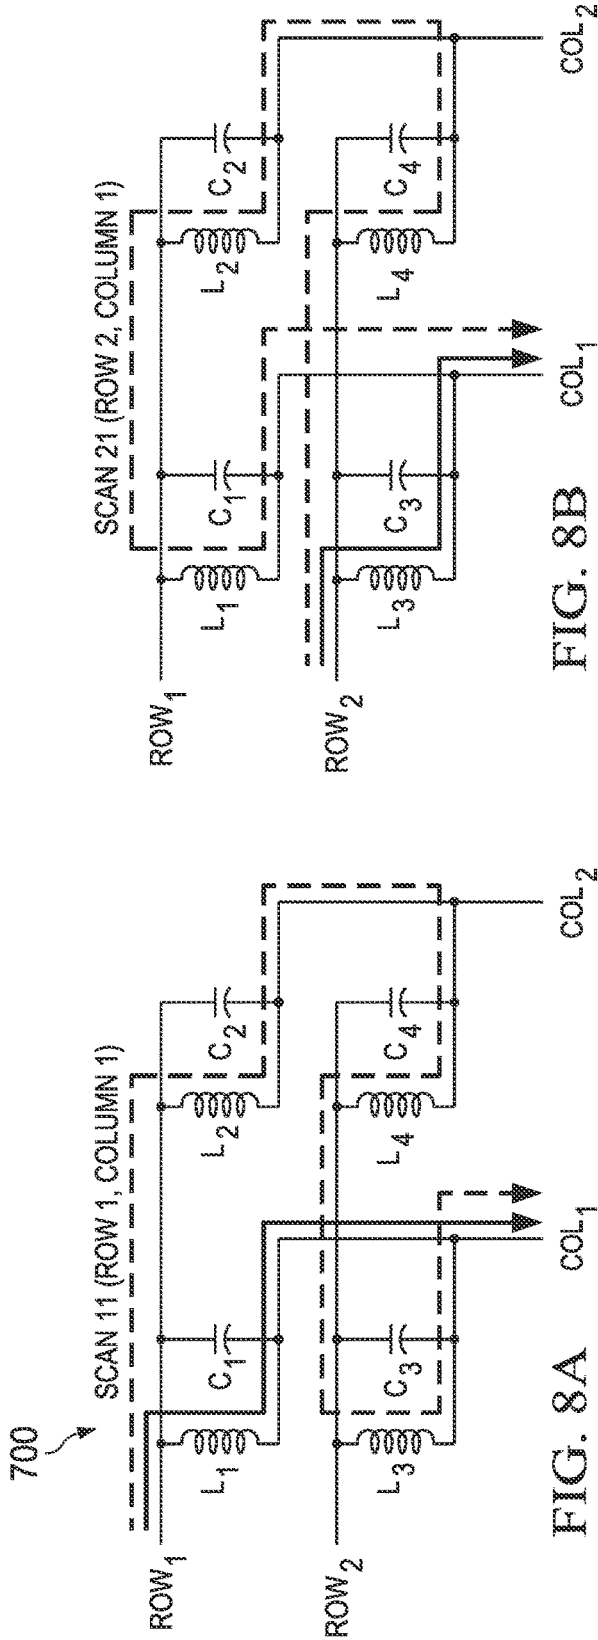 700
SCAN 11 (ROW 1, COLUMN 1)
ROW1
L1
C1
L2
C2
ROW2
L3
C3
L4
C4
COL1
COL2
FIG. 8A
SCAN 21 (ROW 2, COLUMN 1)
ROW1
L1
C1
L2
C2
ROW2
L3
C3
L4
C4
COL1
COL2
FIG. 8B